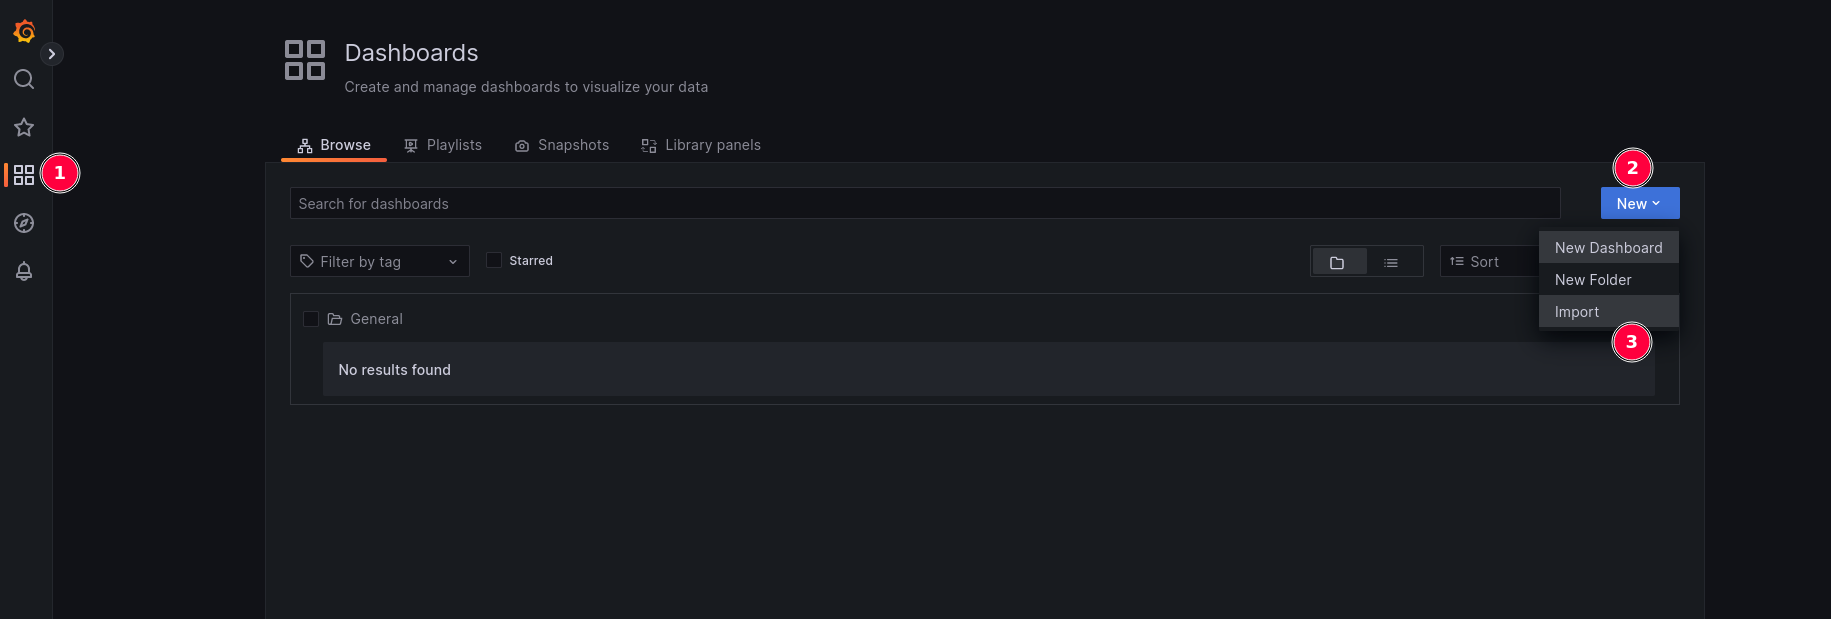 Dashboards
Create and manage dashboards to visualize your data
Browse Playlists Snapshots Library panels
1
2
Search for dashboards New
Filter by tag Starred Sort
New Dashboard
New Folder
Import
3
General
No results found